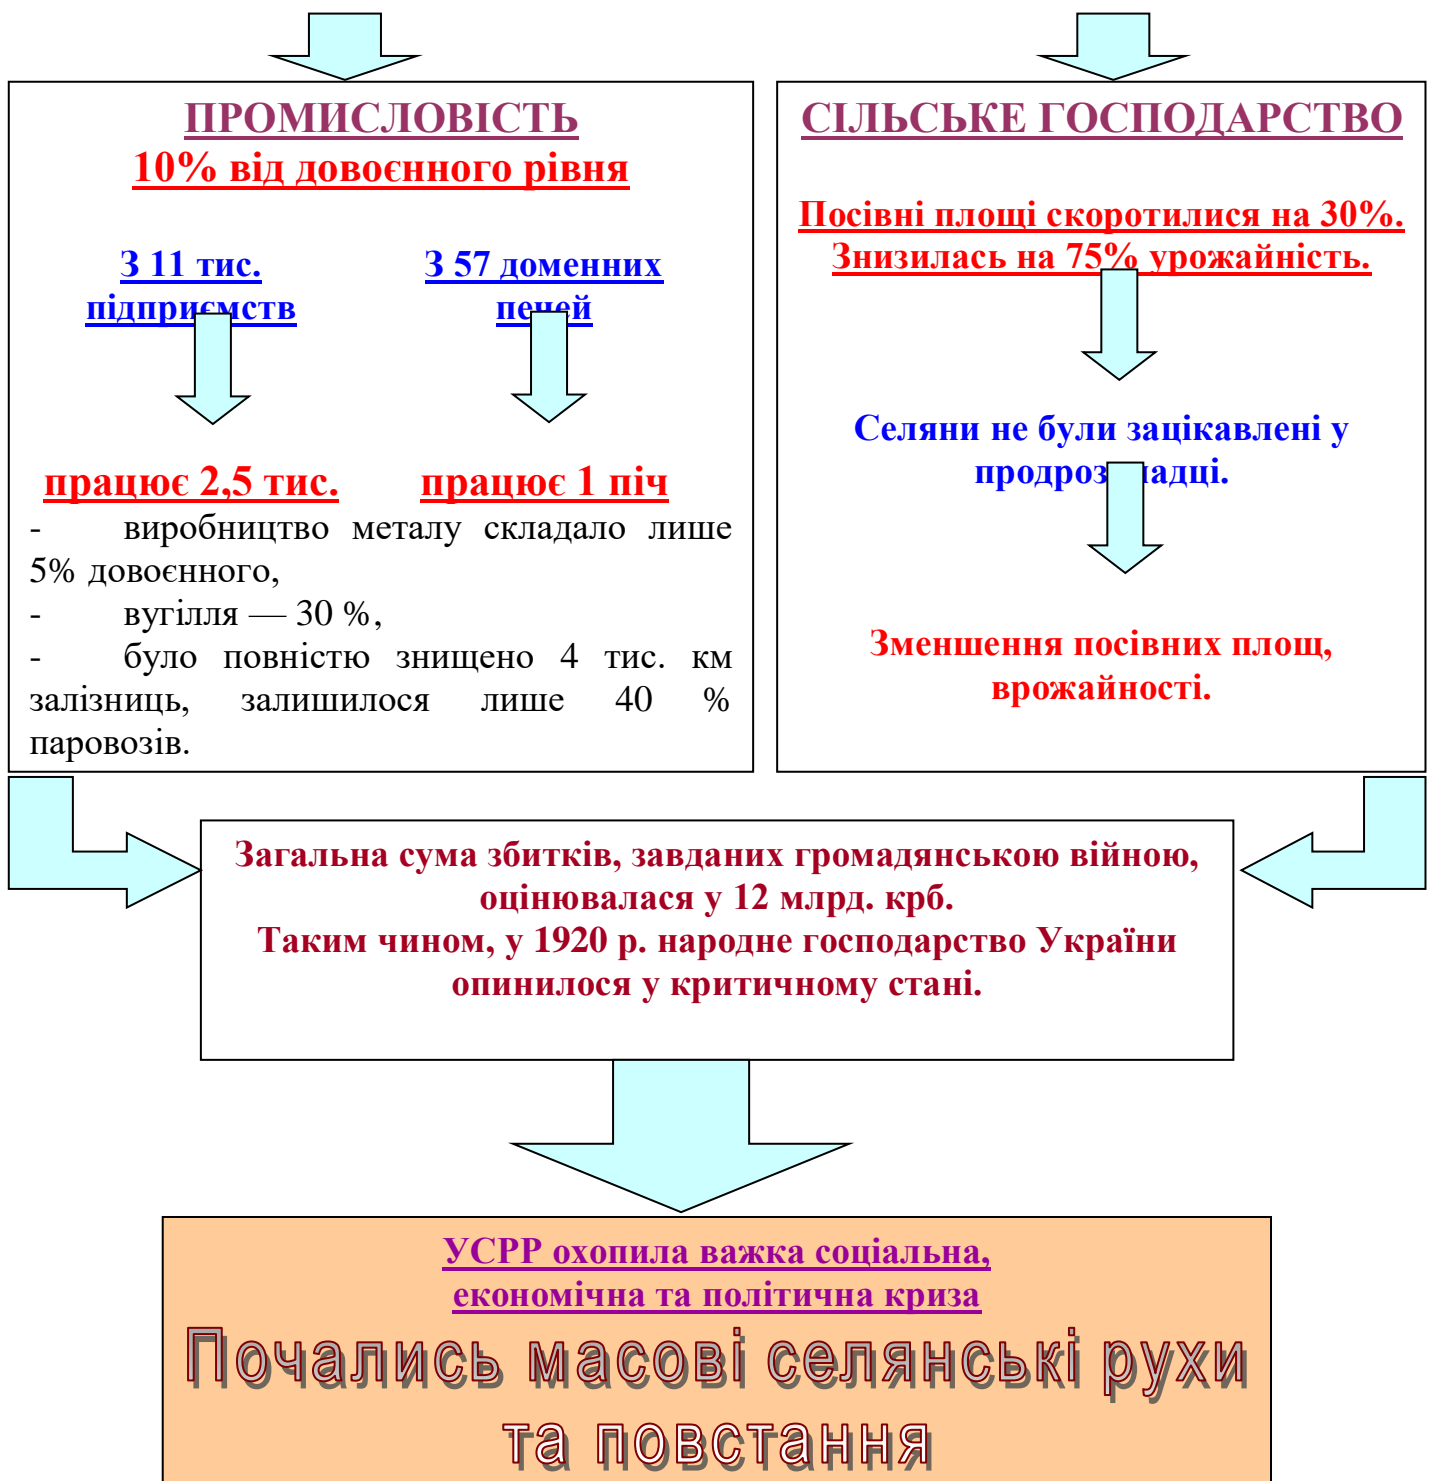 ПРОМИСЛОВІСТЬ
10% від довоєнного рівня
З 11 тис.
підприємств
З 57 доменних
печей
працює 2,5 тис.
працює 1 піч
- виробництво металу складало лише
5% довоєнного,
- вугілля — 30 %,
- було повністю знищено 4 тис. км
залізниць, залишилося лише 40 %
паровозів.
СІЛЬСЬКЕ ГОСПОДАРСТВО
Посівні площі скоротилися на 30%.
Знизилась на 75% урожайність.
Селяни не були зацікавлені у
продрозкладці.
Зменшення посівних площ,
врожайності.
Загальна сума збитків, завданих громадянською війною,
оцінювалася у 12 млрд. крб.
Таким чином, у 1920 р. народне господарство України
опинилося у критичному стані.
УСРР охопила важка соціальна,
економічна та політична криза
Почались масові селянські рухи
та повстання